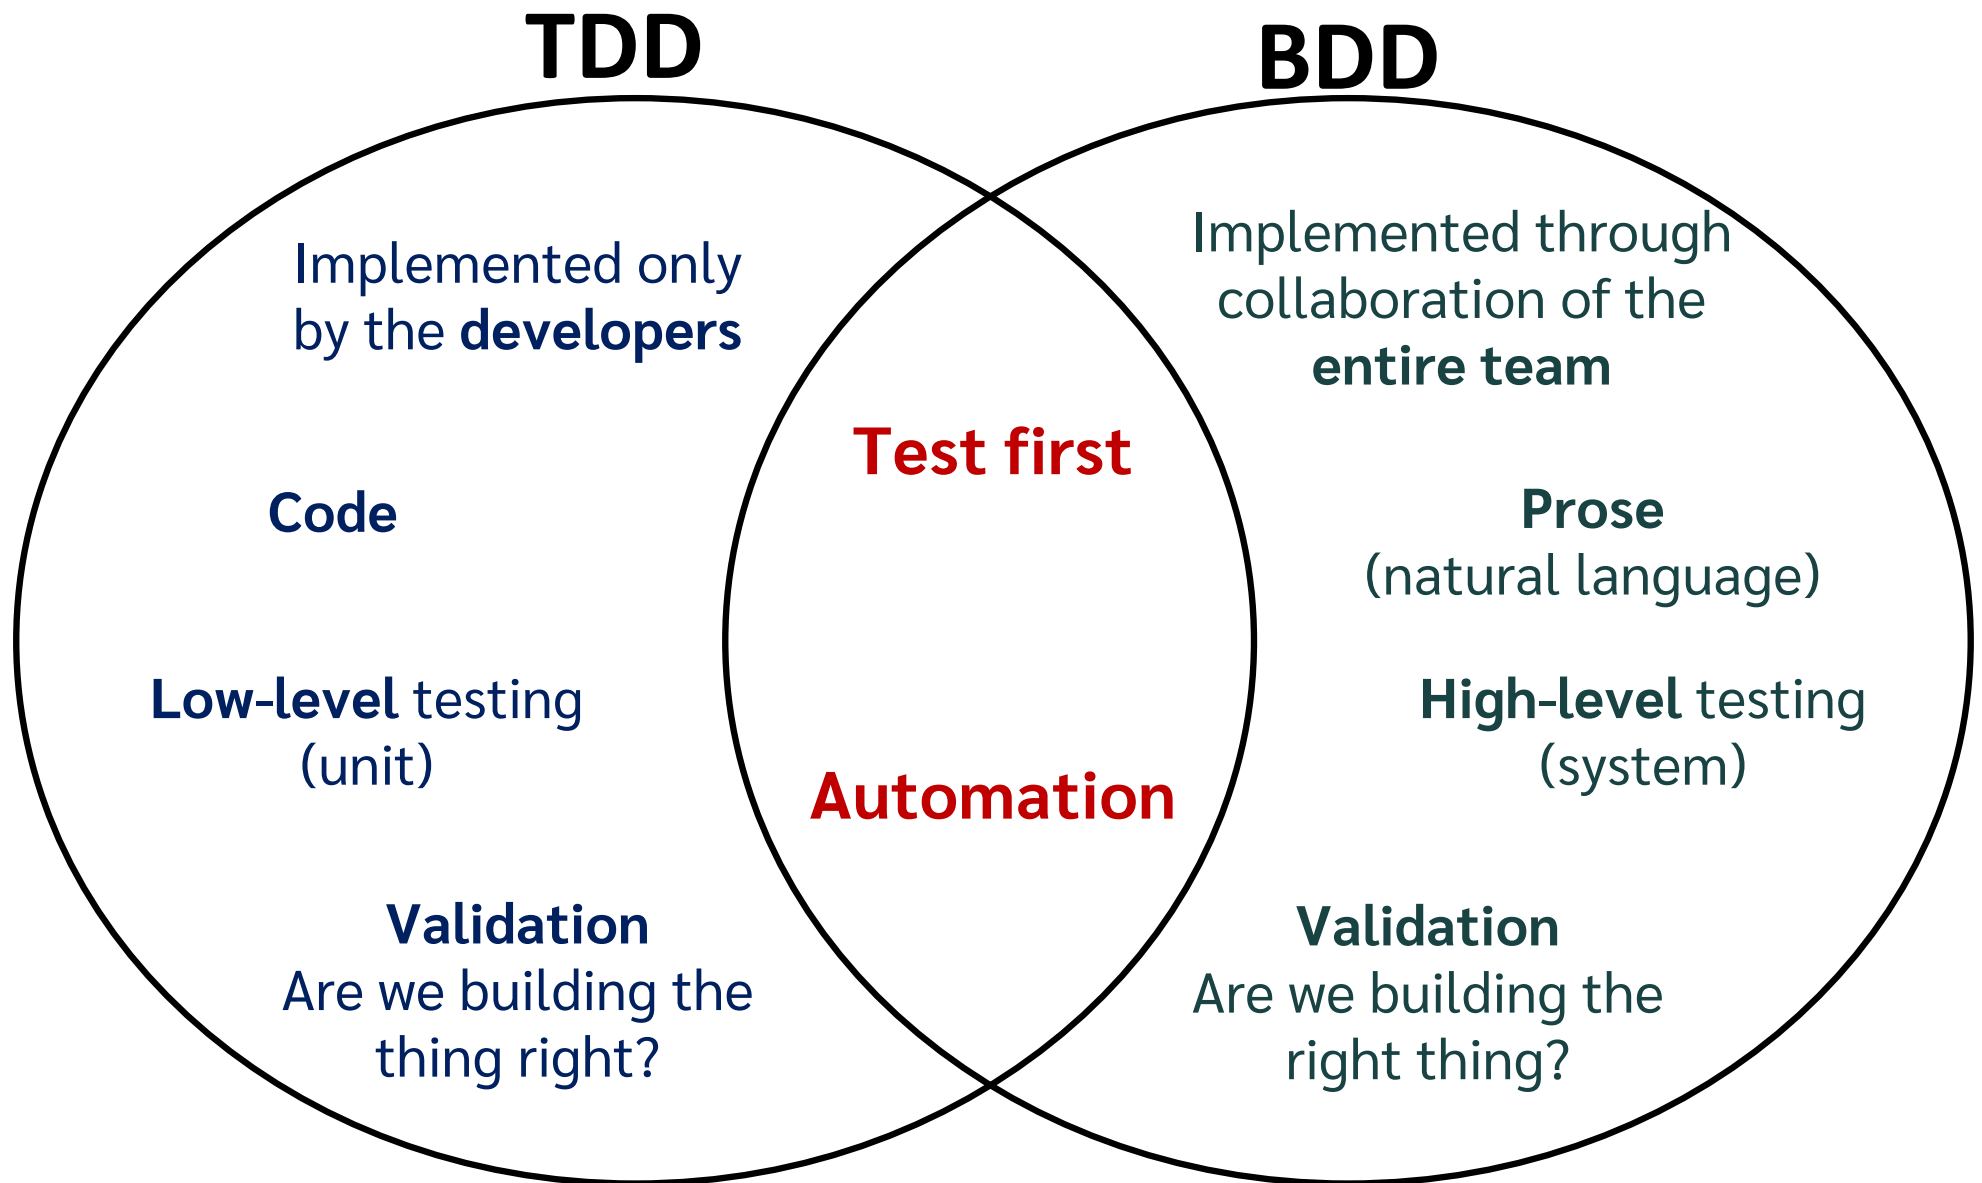 TDD
BDD
Implemented only
by the developers
Code
Low-level testing
(unit)
Validation
Are we building the
thing right?
Test first
Automation
Implemented through
collaboration of the
entire team
Prose
(natural language)
High-level testing
(system)
Validation
Are we building the
right thing?